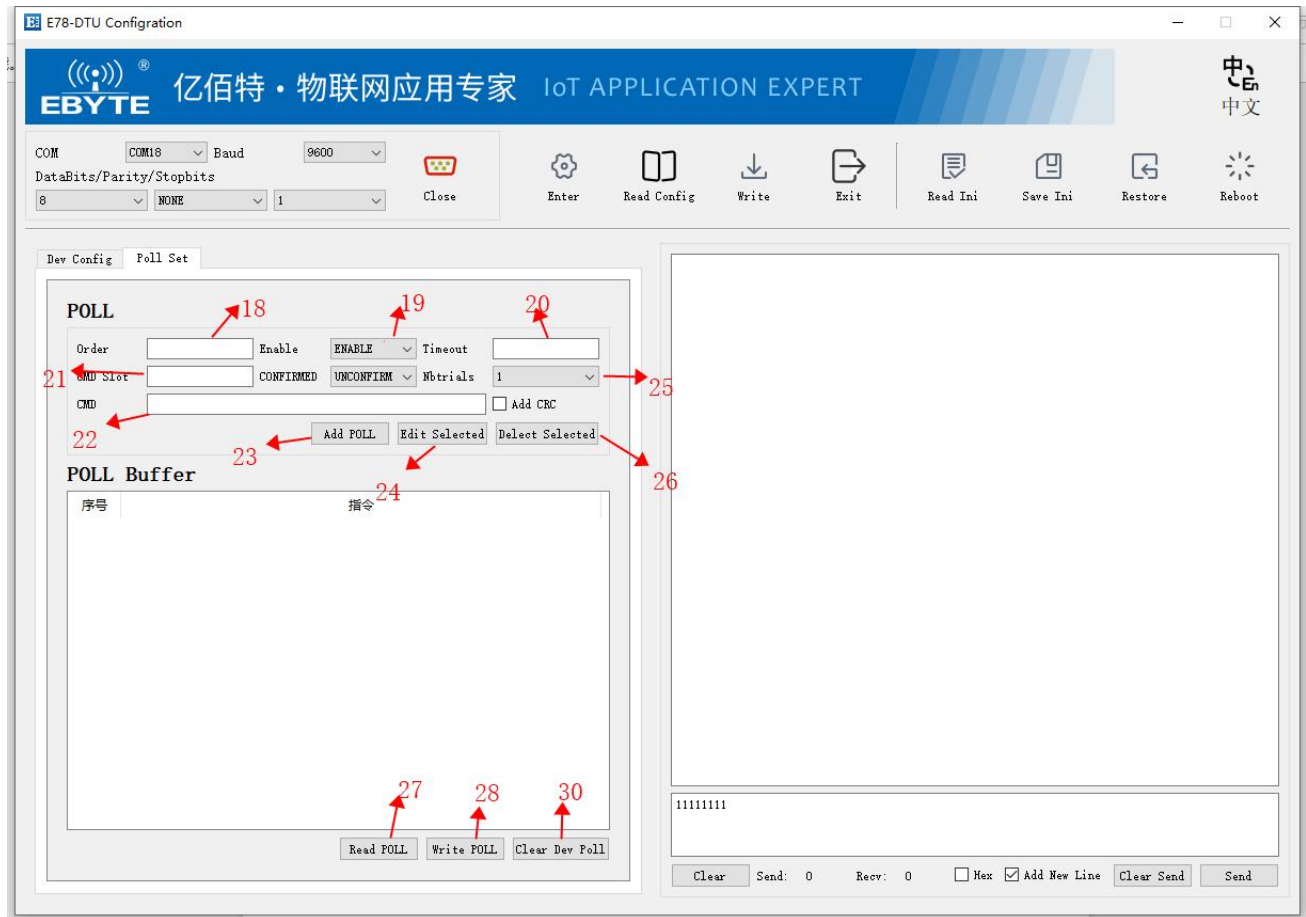 E78-DTU Configration
EBYTE ® 亿佰特·物联网应用专家 IoT APPLICATION EXPERT
中 En
中文
COM COM18 Baud 9600
DataBits/Parity/Stopbits
8 NONE 1
Close
Enter
Read Config
Write
Exit
Read Ini
Save Ini
Restore
Reboot
Dev Config Poll Set
POLL
18 19 20
Order Enable ENABLE Timeout
21 CMD Slot CONFIRMED UNCONFIRM Nbtrials 1 25
CMD Add CRC
22
23 Add POLL Edit Selected Delect Selected
24 26
POLL Buffer
序号 指令
27 28 30
Read POLL Write POLL Clear Dev Poll
11111111
Clear Send: 0 Recv: 0 Hex Add New Line Clear Send Send